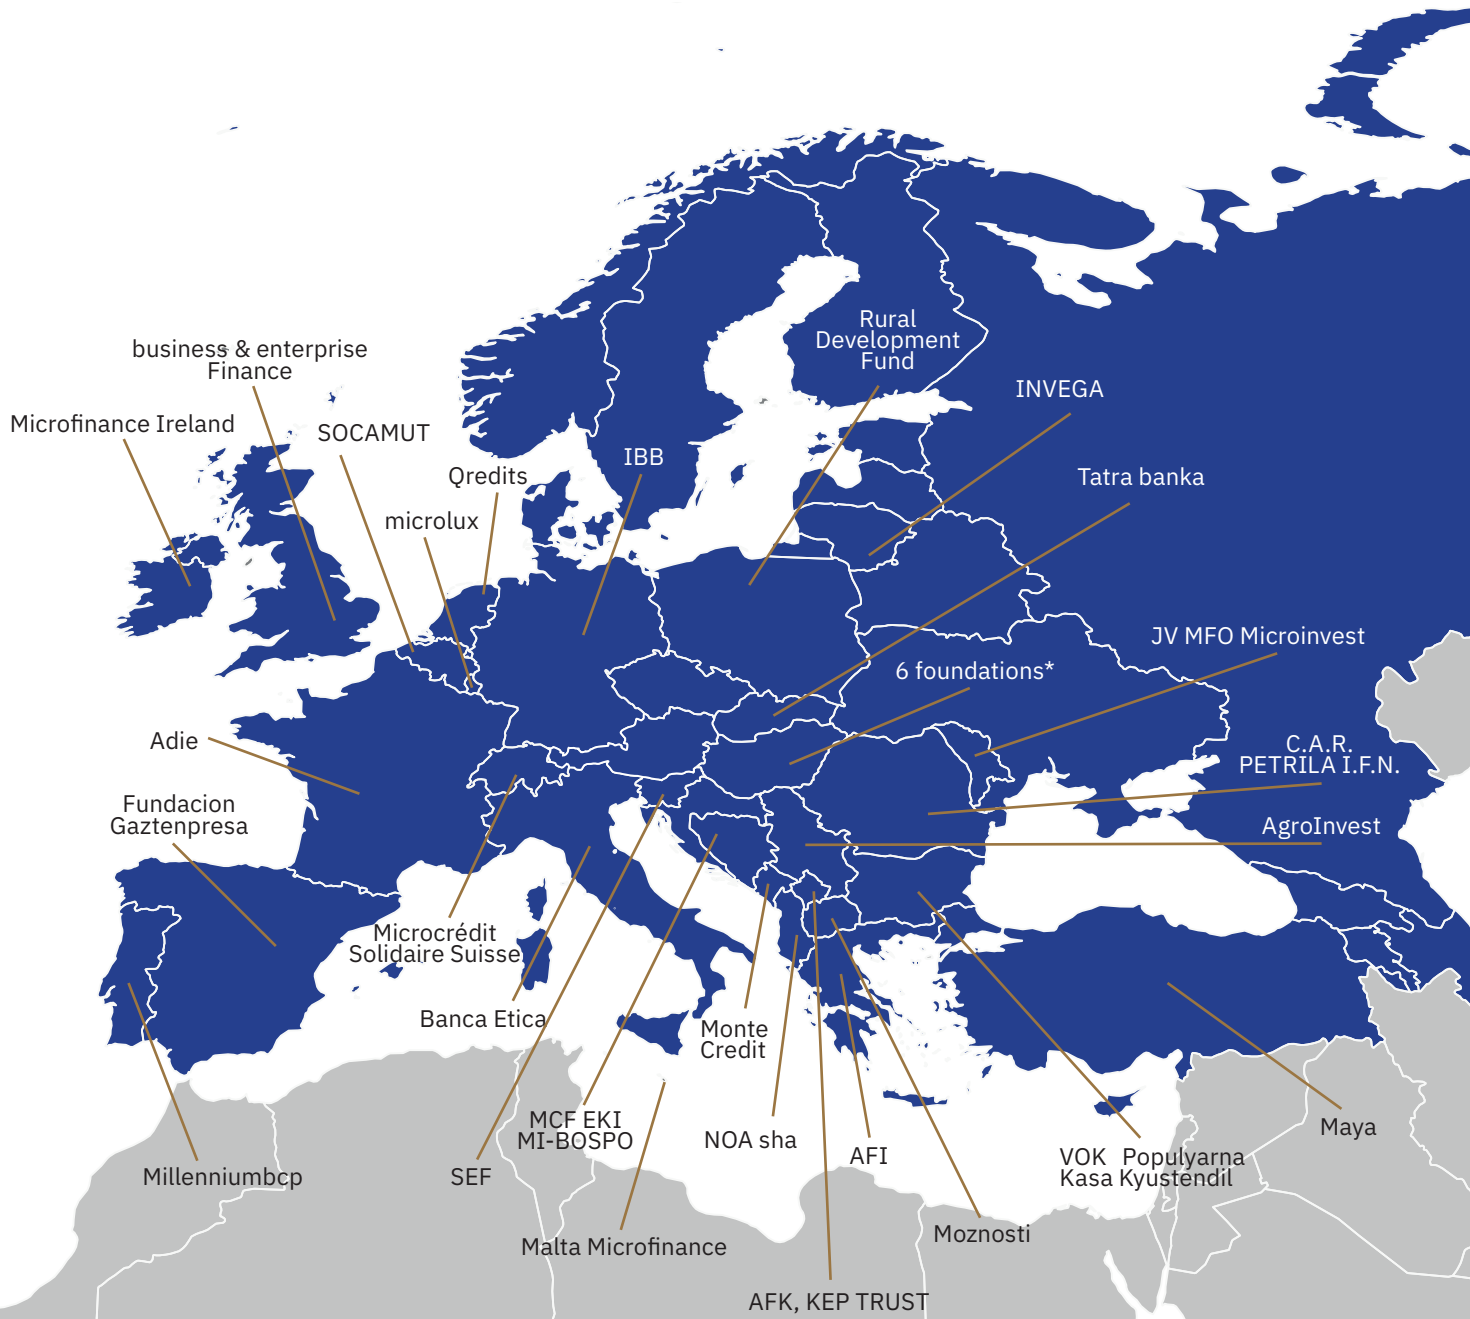 Rural
Development
Fund
business & enterprise
Finance
INVEGA
Microfinance Ireland
SOCAMUT
IBB
Qredits
Tatra banka
microlux
JV MFO Microinvest
6 foundations*
Adie
C.A.R.
PETRILA I.F.N.
Fundacion
Gaztenpresa
AgroInvest
Microcrédit
Solidaire Suisse
Banca Etica
Monte
Credit
MCF EKI
MI-BOSPO
NOA sha
Maya
AFI
VOK Populyarna
Kasa Kyustendil
Millenniumbcp
SEF
Moznosti
Malta Microfinance
AFK, KEP TRUST